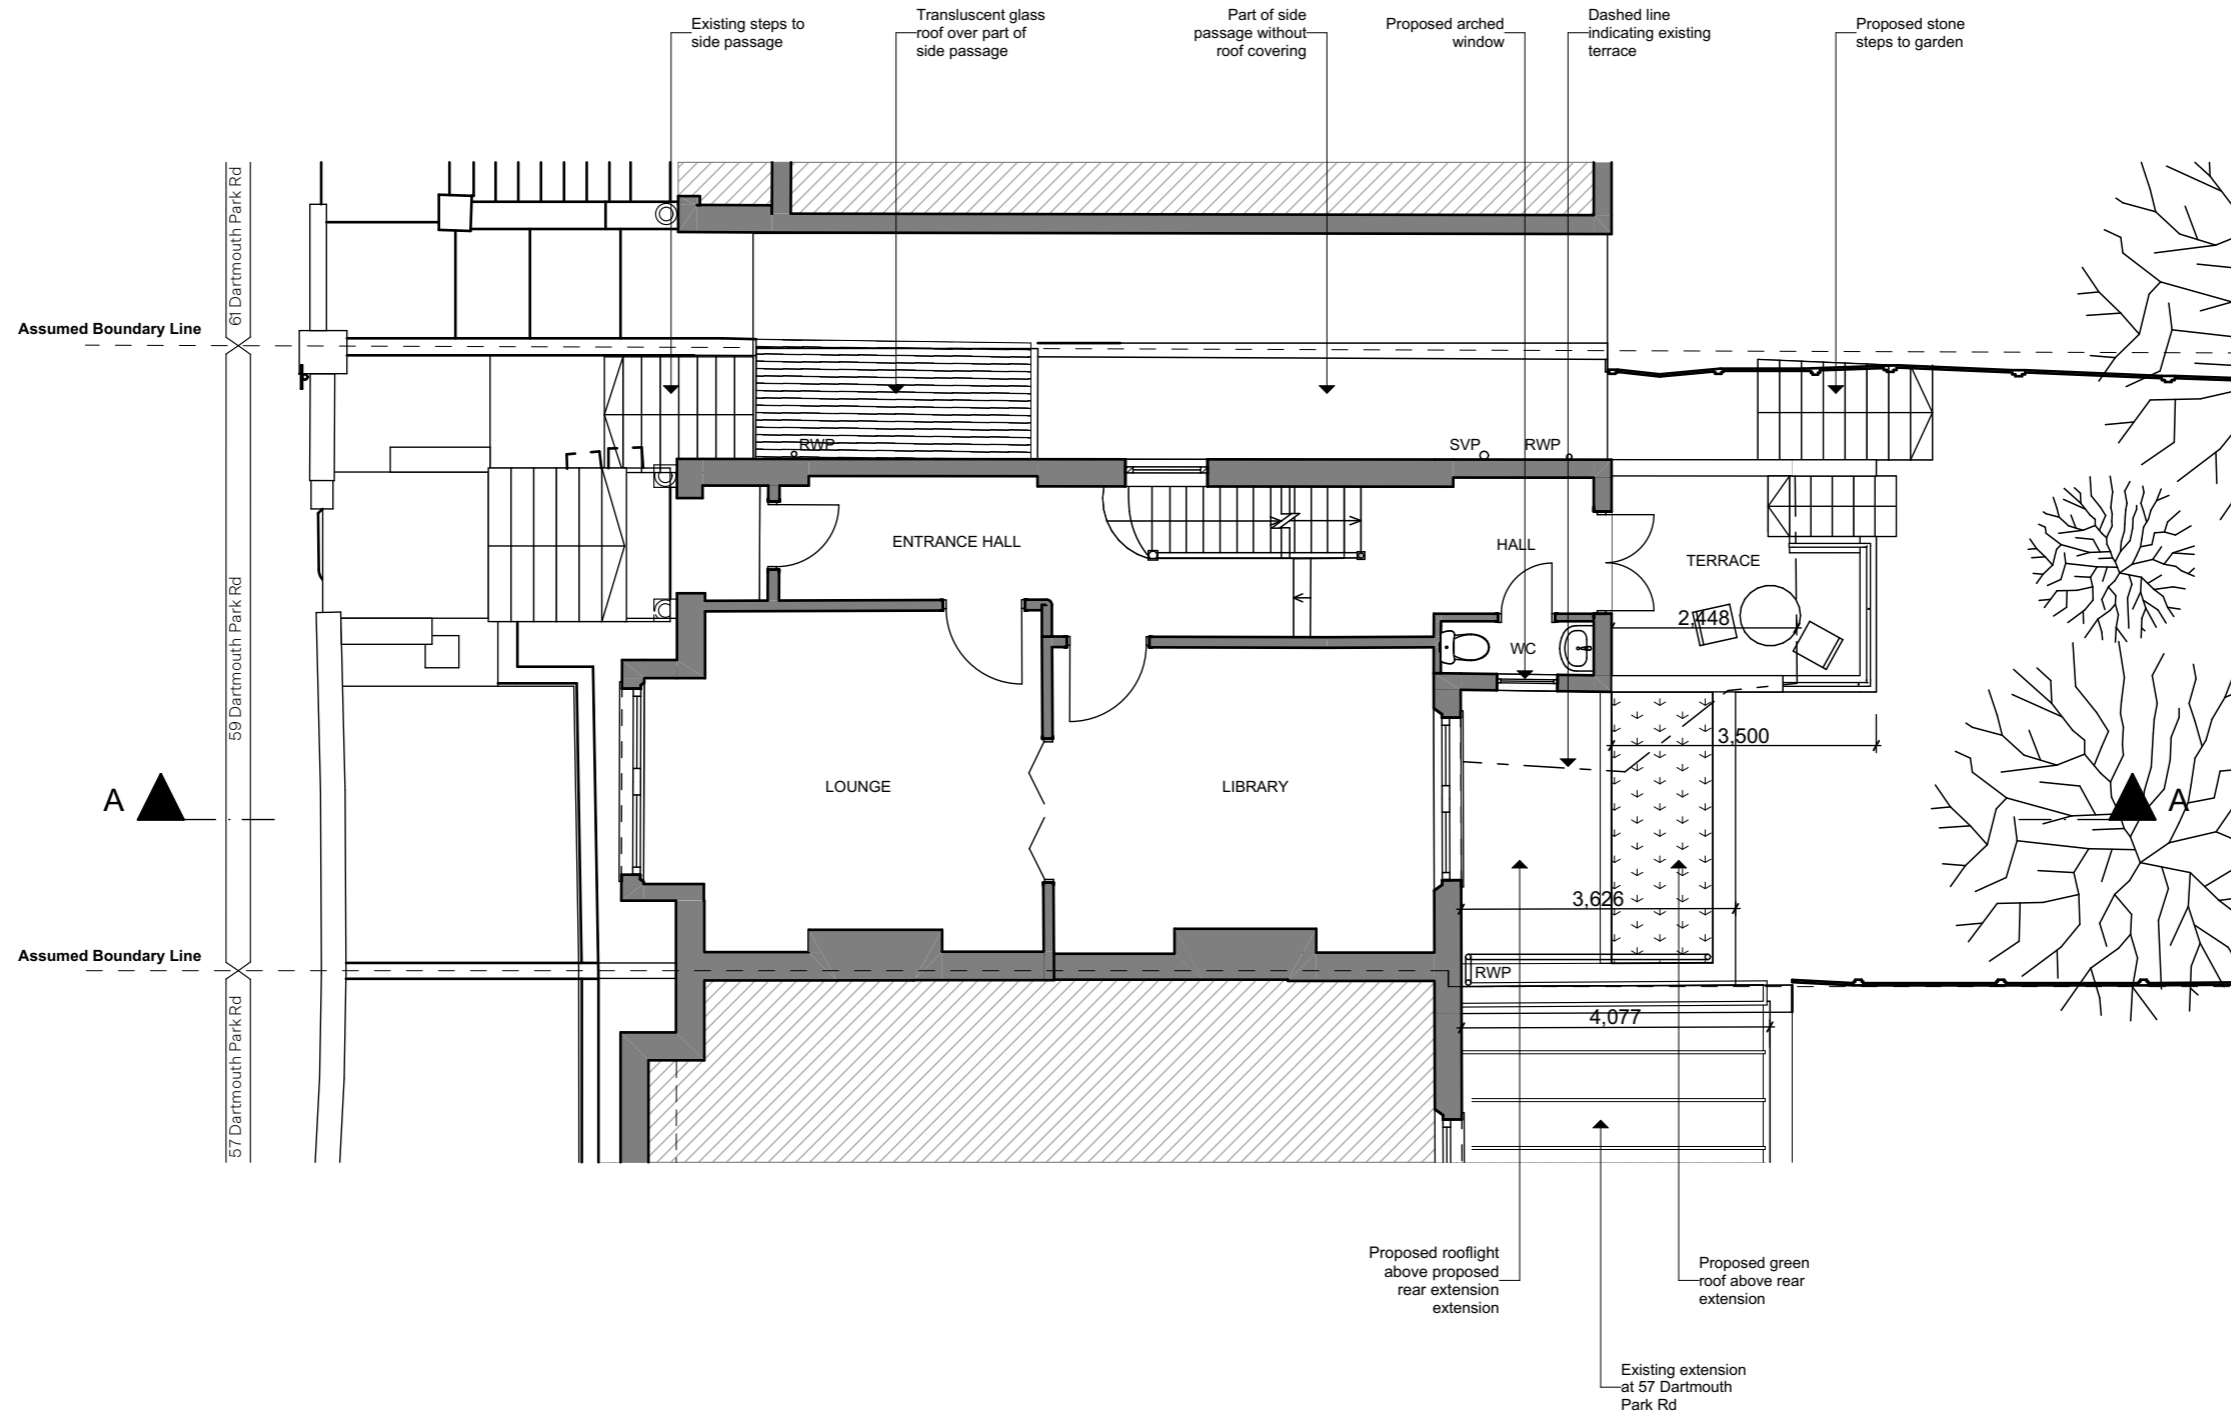 Existing steps to
side passage
Transluscent glass
roof over part of
side passage
Part of side
passage without
roof covering
Proposed arched
window
Dashed line
indicating existing
terrace
Proposed stone
steps to garden
61 Dartmouth Park Rd
Assumed Boundary Line
RWP
SVP
RWP
ENTRANCE HALL
HALL
TERRACE
2,448
WC
59 Dartmouth Park Rd
3,500
A
LOUNGE
LIBRARY
A
3,626
Assumed Boundary Line
RWP
4,077
57 Dartmouth Park Rd
Proposed rooflight
above proposed
rear extension
extension
Proposed green
roof above rear
extension
Existing extension
at 57 Dartmouth
Park Rd